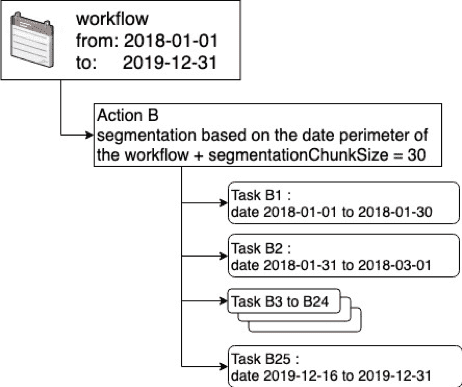 workflow
from: 2018-01-01
to: 2019-12-31
Action B
segmentation based on the date perimeter of
the workflow + segmentationChunkSize = 30
Task B1 :
date 2018-01-01 to 2018-01-30
Task B2 :
date 2018-01-31 to 2018-03-01
Task B3 to B24
Task B25 :
date 2019-12-16 to 2019-12-31